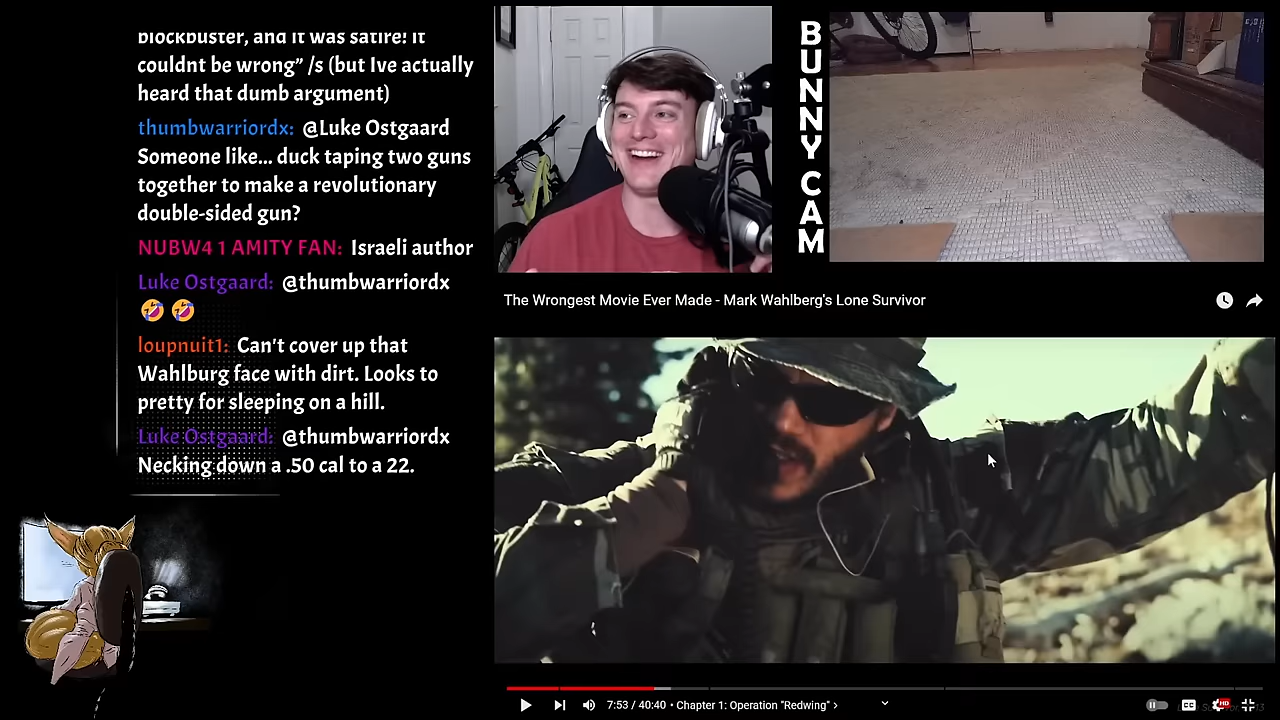 blockbuster, and it was satire! It
couldnt be wrong" /s (but Ive actually
heard that dumb argument)
thumbwarriordx: @Luke Ostgaard
Someone like... duck taping two guns
together to make a revolutionary
double-sided gun?
NUBW4 1 AMITY FAN: Israeli author
Luke Ostgaard: @thumbwarriordx
🤣 🤣
loupnuit1: Can't cover up that
Wahlburg face with dirt. Looks to
pretty for sleeping on a hill.
Luke Ostgaard: @thumbwarriordx
Necking down a .50 cal to a 22.
BUNNY CAM
The Wrongest Movie Ever Made - Mark Wahlberg's Lone Survivor
7:53 / 40:40 • Chapter 1: Operation "Redwing" ›
CC
HD